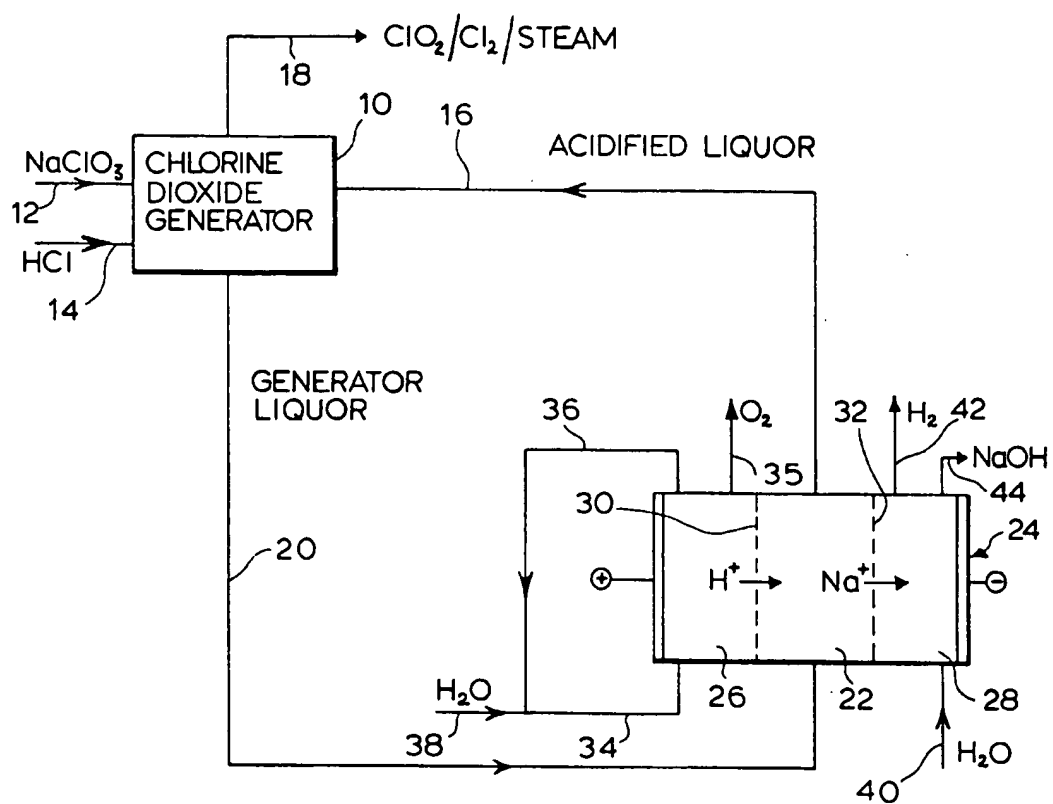 ClO₂/Cl₂/STEAM
18
10
16
ACIDIFIED LIQUOR
NaClO₃
12
CHLORINE
DIOXIDE
GENERATOR
HCl
14
GENERATOR
LIQUOR
36
O₂
35
32
H₂
42
NaOH
44
30
24
20
+
H⁺
Na⁺
−
26
22
28
H₂O
38
34
H₂O
40